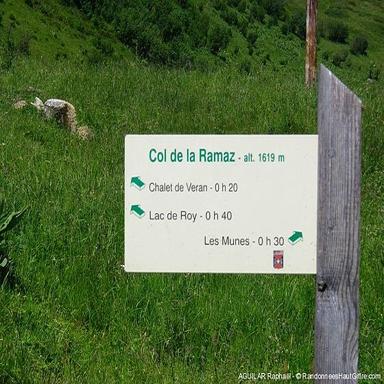 Col de la Ramaz - alt. 1619 m
Chalet de Veran - 0 h 20
Lac de Roy - 0 h 40
Les Munes - 0 h 30
AGUILAR Raphaël - © RandonneesHautGiffre.com